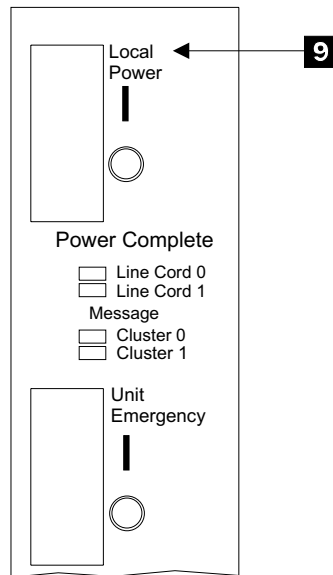 Local
Power
9
Power Complete
Line Cord 0
Line Cord 1
Message
Cluster 0
Cluster 1
Unit
Emergency